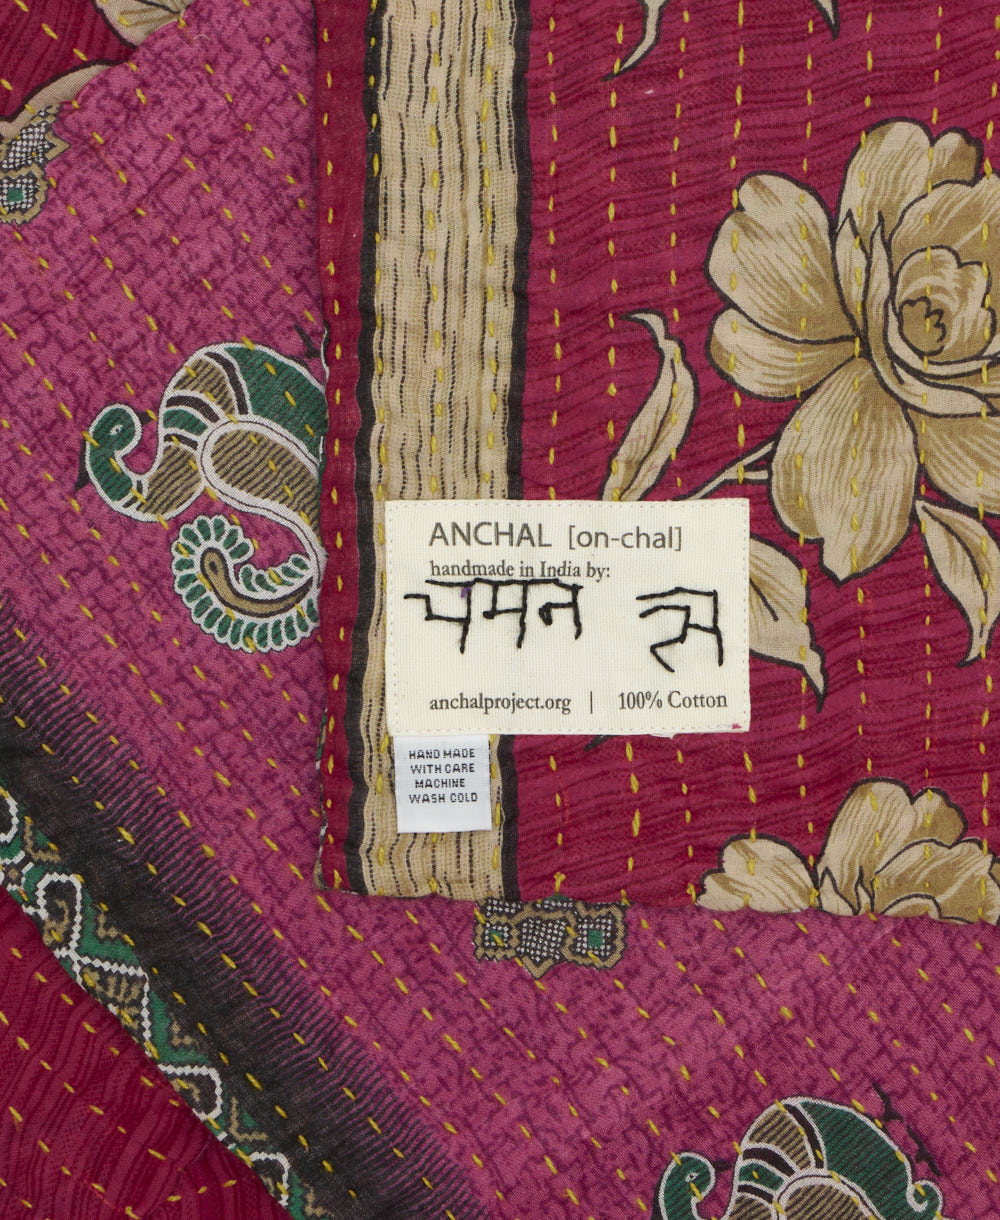 ANCHAL [on-chal]
handmade in India by:
चमन स
anchalproject.org | 100% Cotton
HAND MADE
WITH CARE
MACHINE
WASH COLD